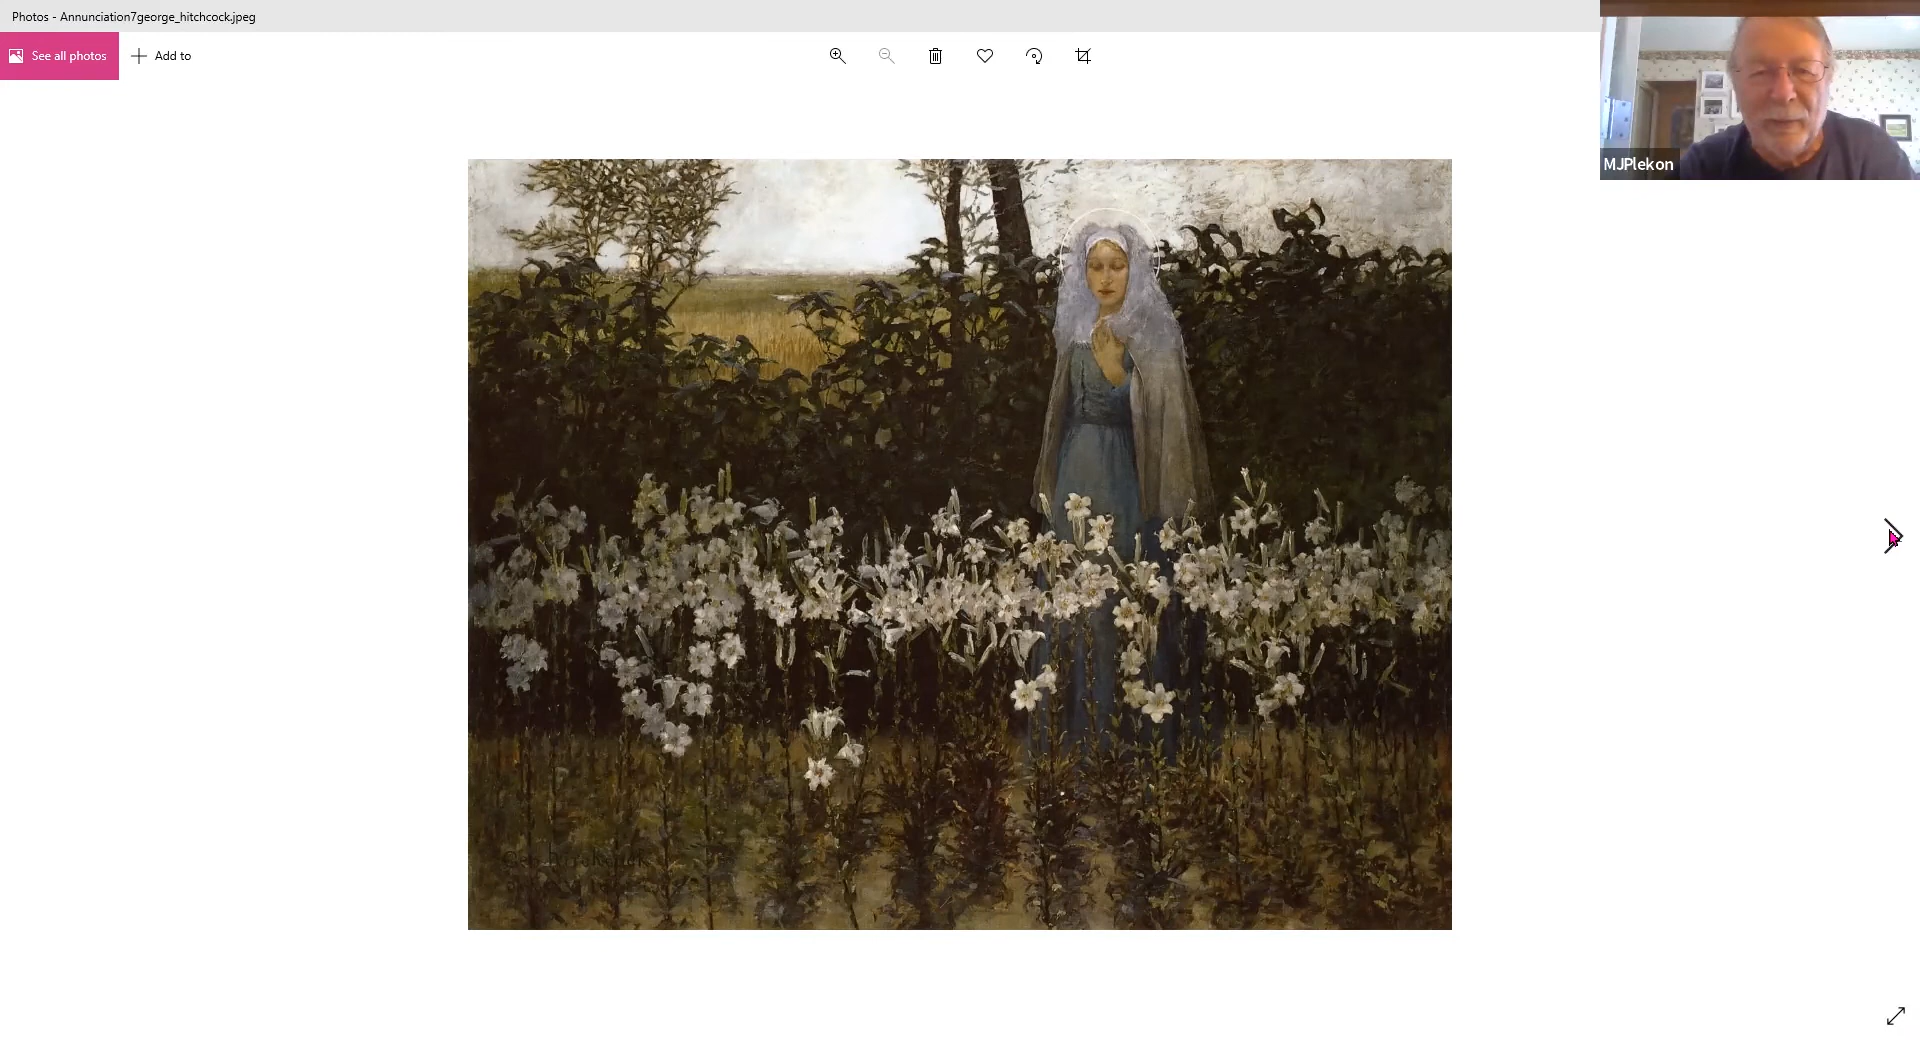 Photos - Annunciation7george_hitchcock.jpeg
See all photos
Add to
MJPlekon